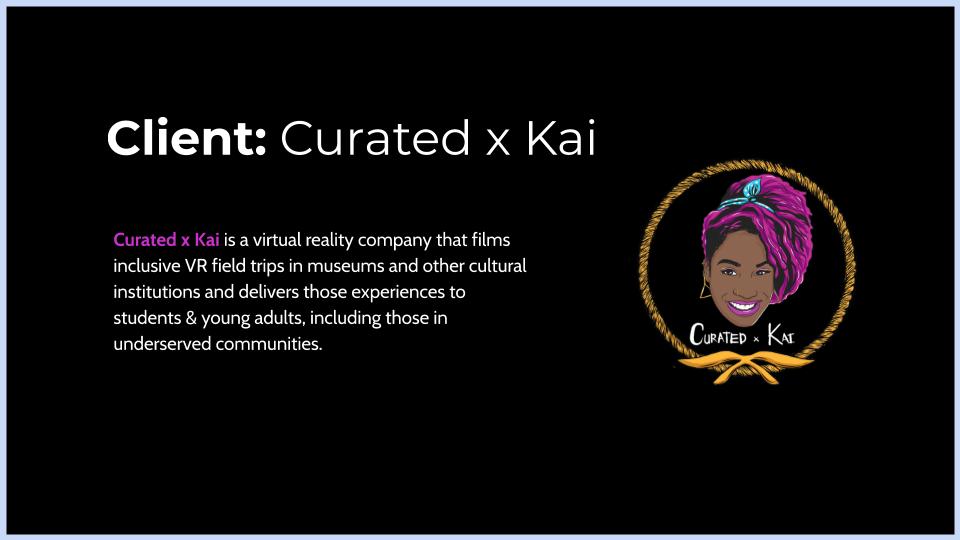 Client: Curated x Kai
Curated x Kai is a virtual reality company that films
inclusive VR field trips in museums and other cultural
institutions and delivers those experiences to
students & young adults, including those in
underserved communities.
CURATED x KAI